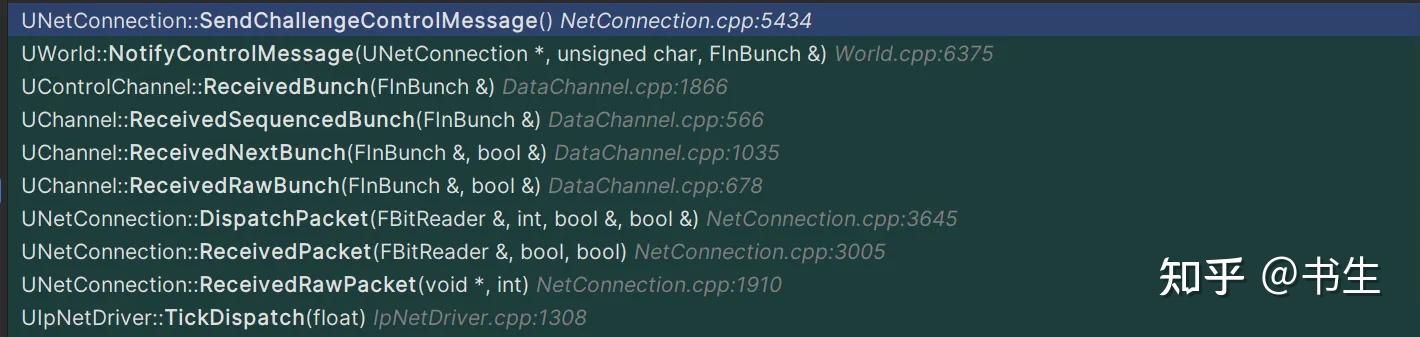 UNetConnection::SendChallengeControlMessage() NetConnection.cpp:5434
UWorld::NotifyControlMessage(UNetConnection *, unsigned char, FInBunch &) World.cpp:6375
UControlChannel::ReceivedBunch(FInBunch &) DataChannel.cpp:1866
UChannel::ReceivedSequencedBunch(FInBunch &) DataChannel.cpp:566
UChannel::ReceivedNextBunch(FInBunch &, bool &) DataChannel.cpp:1035
UChannel::ReceivedRawBunch(FInBunch &, bool &) DataChannel.cpp:678
UNetConnection::DispatchPacket(FBitReader &, int, bool &, bool &) NetConnection.cpp:3645
UNetConnection::ReceivedPacket(FBitReader &, bool, bool) NetConnection.cpp:3005
UNetConnection::ReceivedRawPacket(void *, int) NetConnection.cpp:1910
UIpNetDriver::TickDispatch(float) IpNetDriver.cpp:1308
知乎 @书生